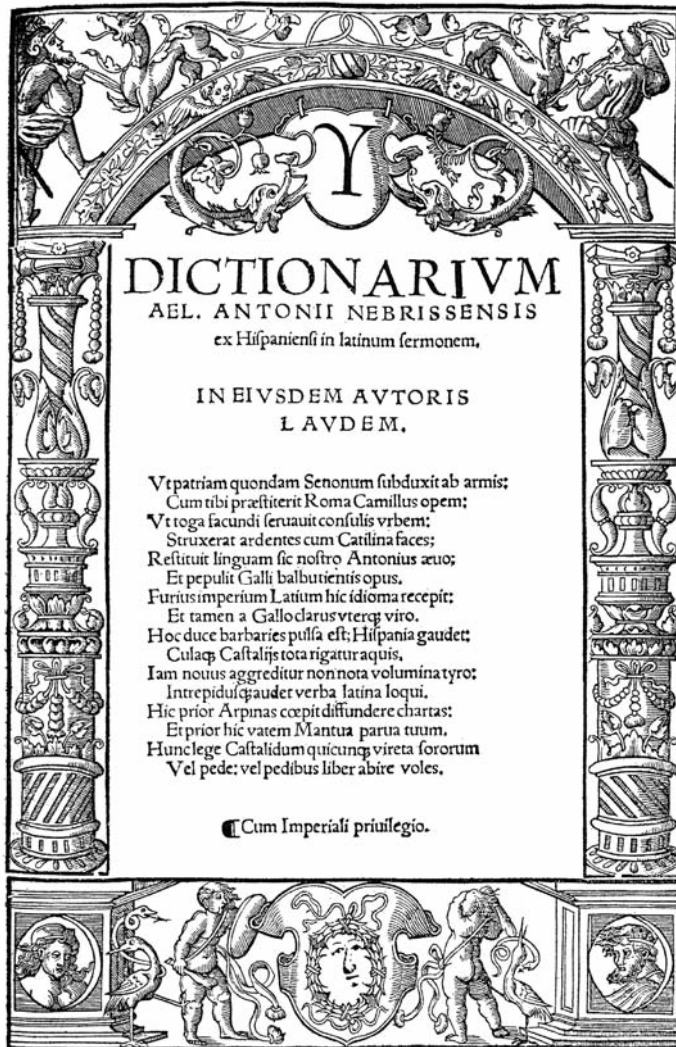 Y
DICTIONARIVM
AEL. ANTONII NEBRISSENSIS
ex Hiſpanienſi in latinum ſermonem.
IN EIVSDEM AVTORIS
LAVDEM.
Vt patriam quondam Senonum ſubduxit ab armis:
Cum tibi præſtiterit Roma Camillus opem:
Vt toga facundi ſeruauit conſulis vrbem:
Struxerat ardentes cum Catilina faces;
Reſtituit linguam ſic noſtro Antonius æuo;
Et pepulit Galli balbutientis opus.
Furius imperium Latium hic idioma recepit:
Et tamen a Gallo clarus vterqꝫ viro.
Hoc duce barbaries pulſa eſt; Hiſpania gaudet:
Culaqꝫ Caſtalijs tota rigatur aquis.
Iam nouus aggreditur non nota volumina tyro:
Intrepiduſqꝫ audet verba latina loqui.
Hic prior Arpinas cœpit diffundere chartas:
Et prior hic vatem Mantua parua tuum.
Hunc lege Caſtalidum quicunqꝫ vireta ſororum
Vel pede: vel pedibus liber abire voles.
¶Cum Imperiali priuilegio.